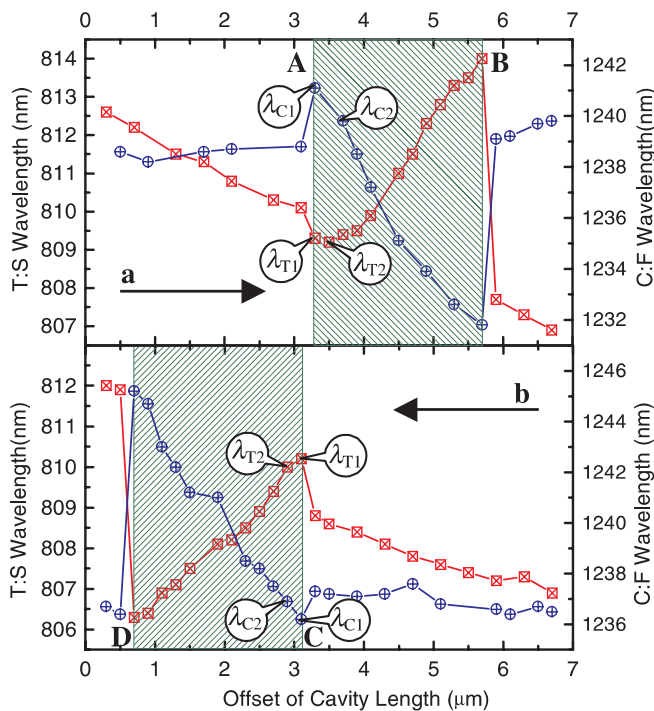 0 1 2 3 4 5 6 7
814
813
812
811
810
809
808
807
T:S Wavelength (nm)
A
B
λC1
λC2
λT1
λT2
a
1242
1240
1238
1236
1234
1232
C:F Wavelength (nm)
812
810
808
806
T:S Wavelength(nm)
b
λT2
λT1
λC2
λC1
D
C
1246
1244
1242
1240
1238
1236
C:F Wavelength(nm)
0 1 2 3 4 5 6 7
Offset of Cavity Length (μm)